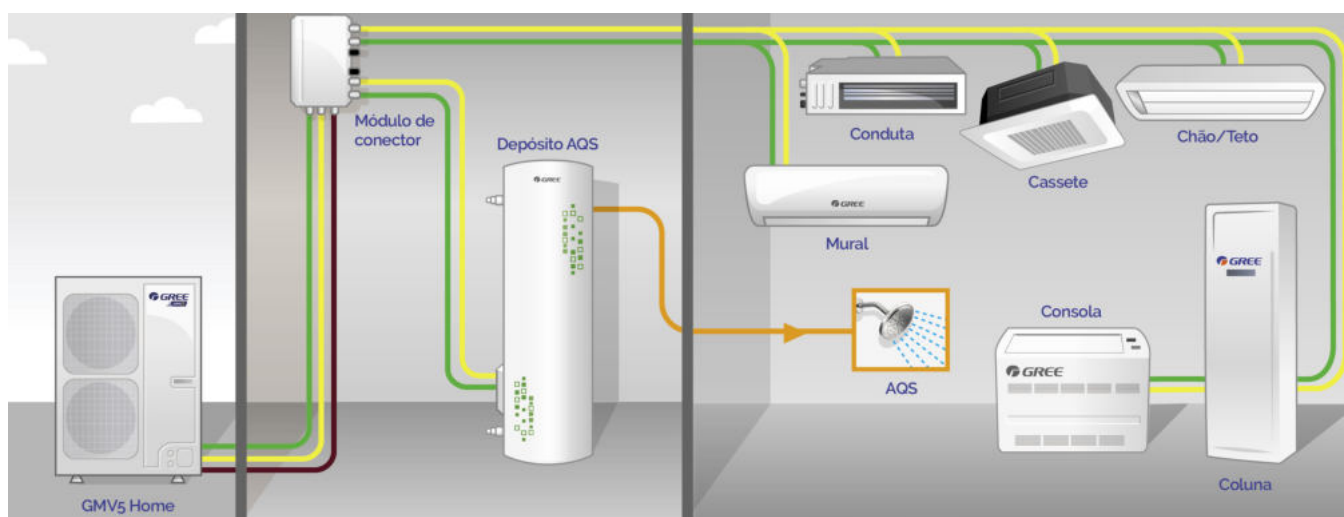 Módulo de
conector
Depósito AQS
GREE
Conduta
Chão/Teto
Cassete
GREE
Mural
GREE
GREE
Consola
GREE
AQS
GMV5 Home
Coluna